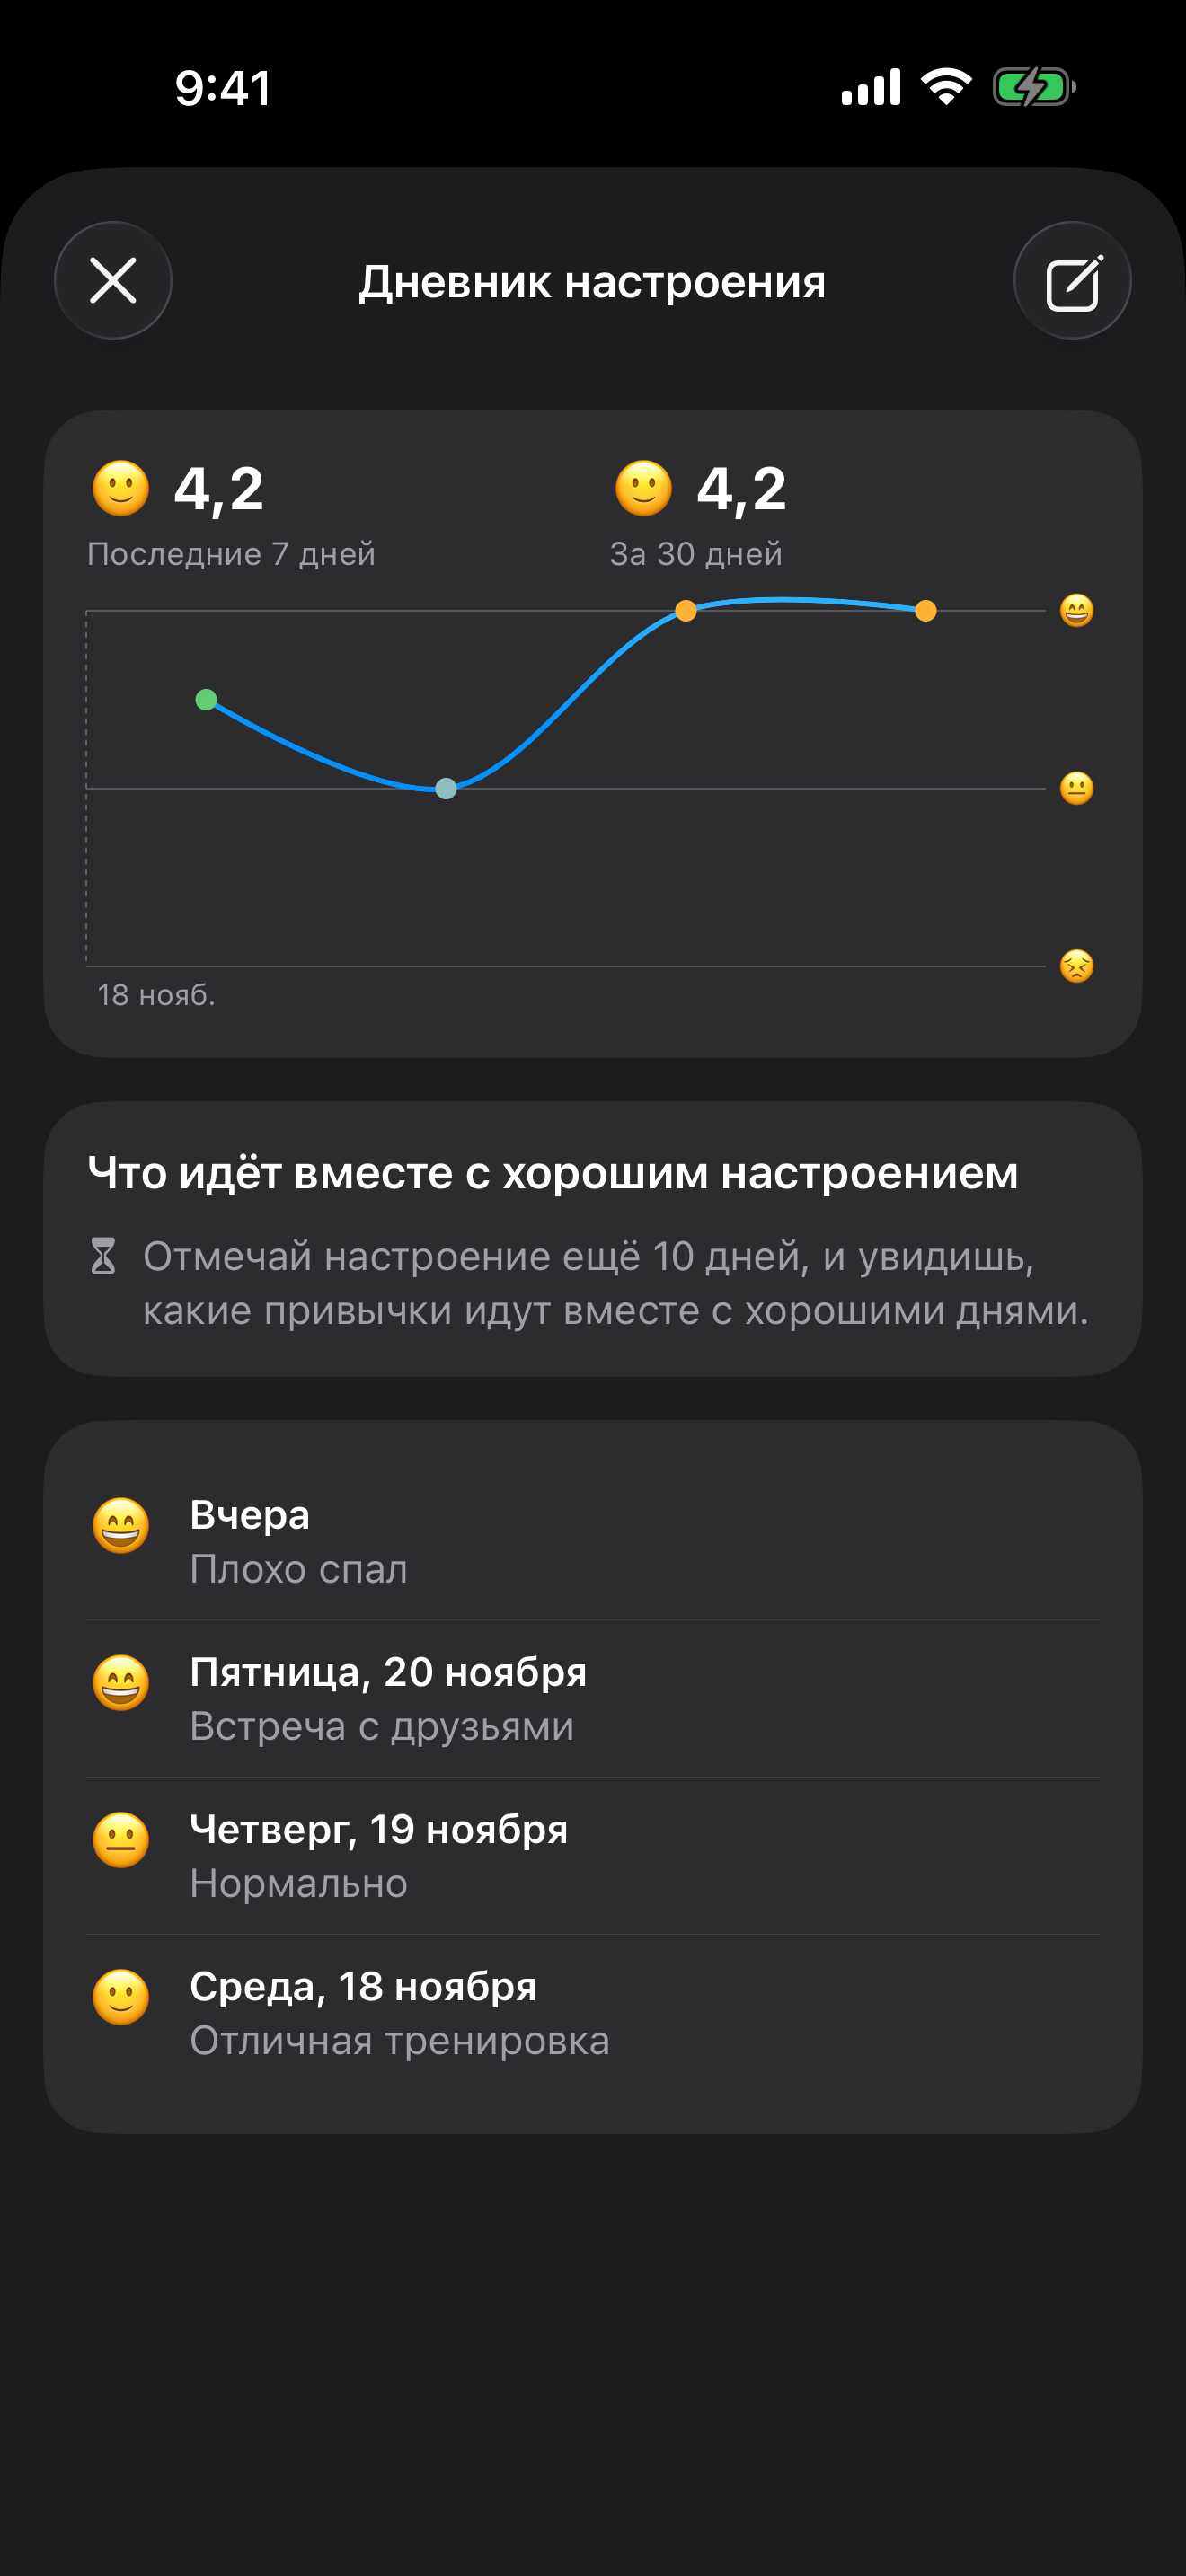 9:41
Дневник настроения
4,2
4,2
Последние 7 дней
За 30 дней
18 нояб.
Что идёт вместе с хорошим настроением
Отмечай настроение ещё 10 дней, и увидишь,
какие привычки идут вместе с хорошими днями.
Вчера
Плохо спал
Пятница, 20 ноября
Встреча с друзьями
Четверг, 19 ноября
Нормально
Среда, 18 ноября
Отличная тренировка